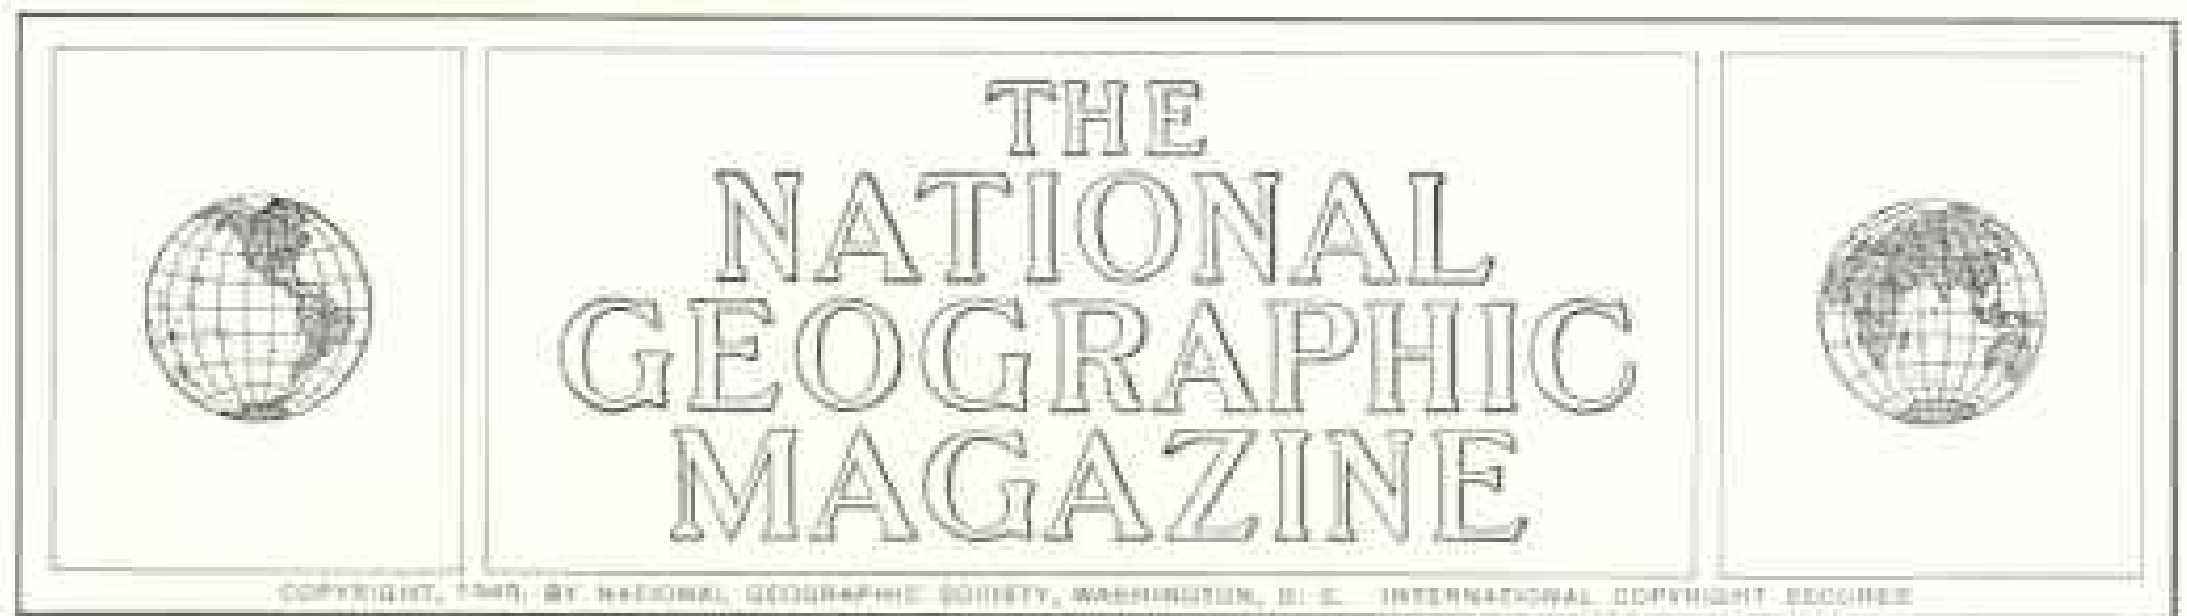 THE
NATIONAL
GEOGRAPHIC
MAGAZINE
COPYRIGHT, BY NATIONAL GEOGRAPHIC SOCIETY, WASHINGTON, D. C. INTERNATIONAL COPYRIGHT SECURED